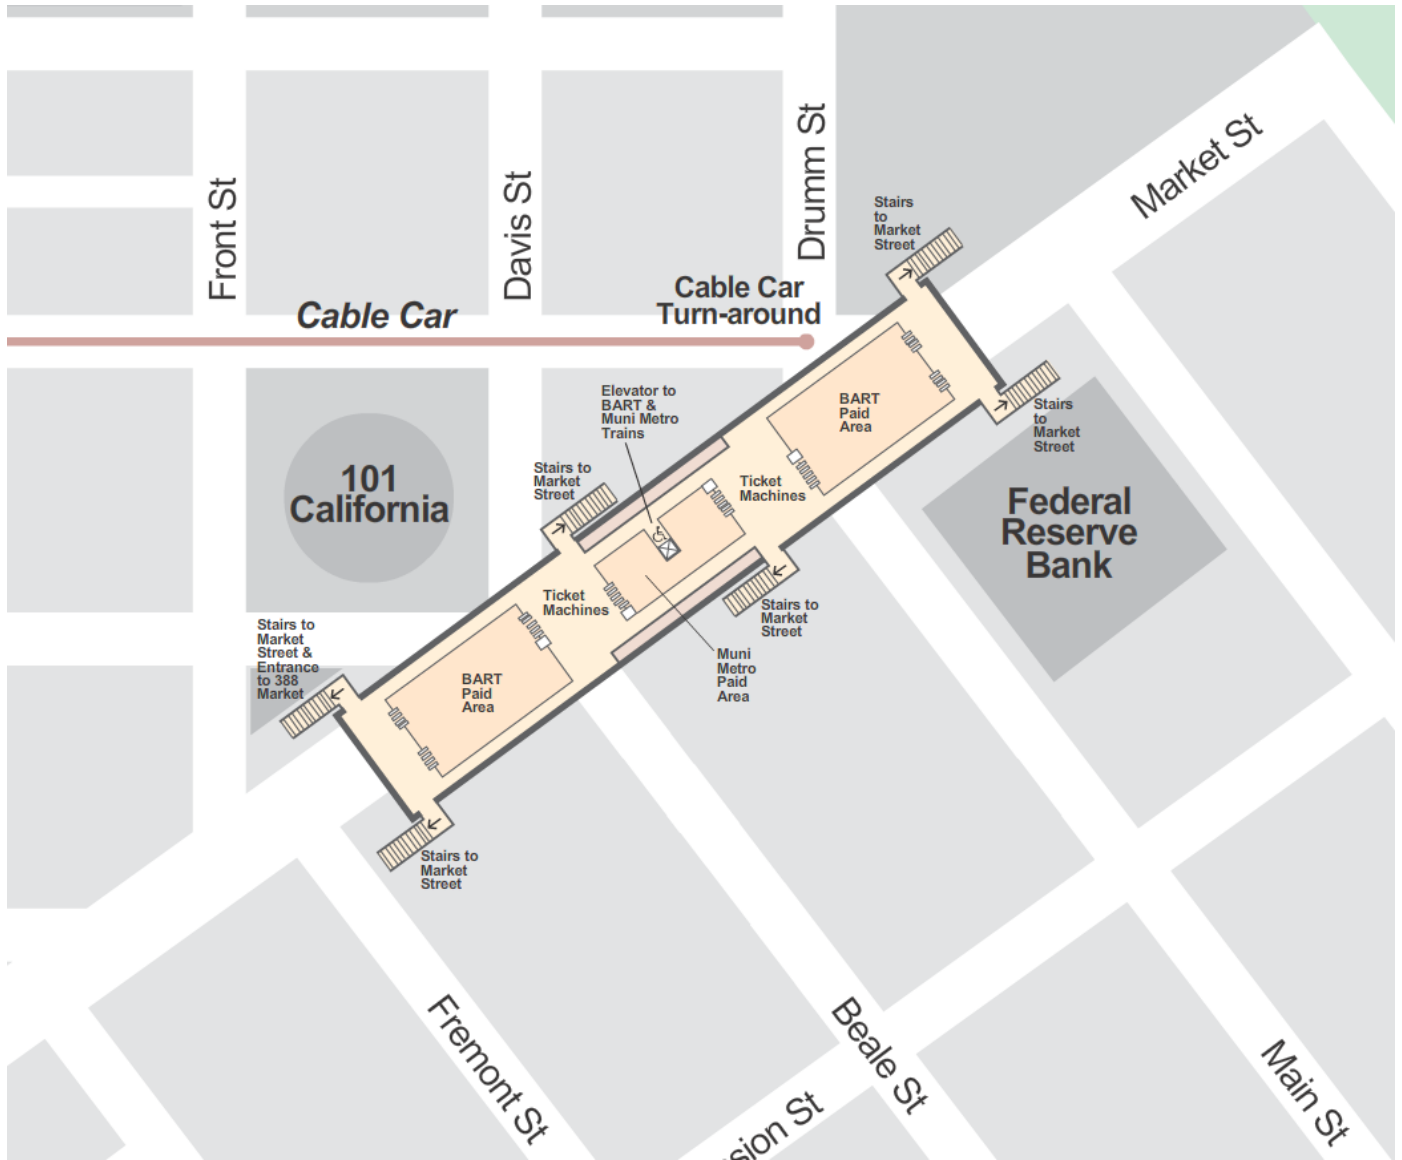 Front St
Davis St
Drumm St
Market St
Stairs
to
Market
Street
Cable Car
Cable Car
Turn-around
Elevator to
BART &
Muni Metro
Trains
BART
Paid
Area
Stairs
to
Market
Street
101
California
Stairs to
Market
Street
Ticket
Machines
Federal
Reserve
Bank
Ticket
Machines
Stairs to
Market
Street
Stairs to
Market
Street &
Entrance
to 388
Market
BART
Paid
Area
Muni
Metro
Paid
Area
Stairs to
Market
Street
Fremont St
Beale St
Main St
sion St